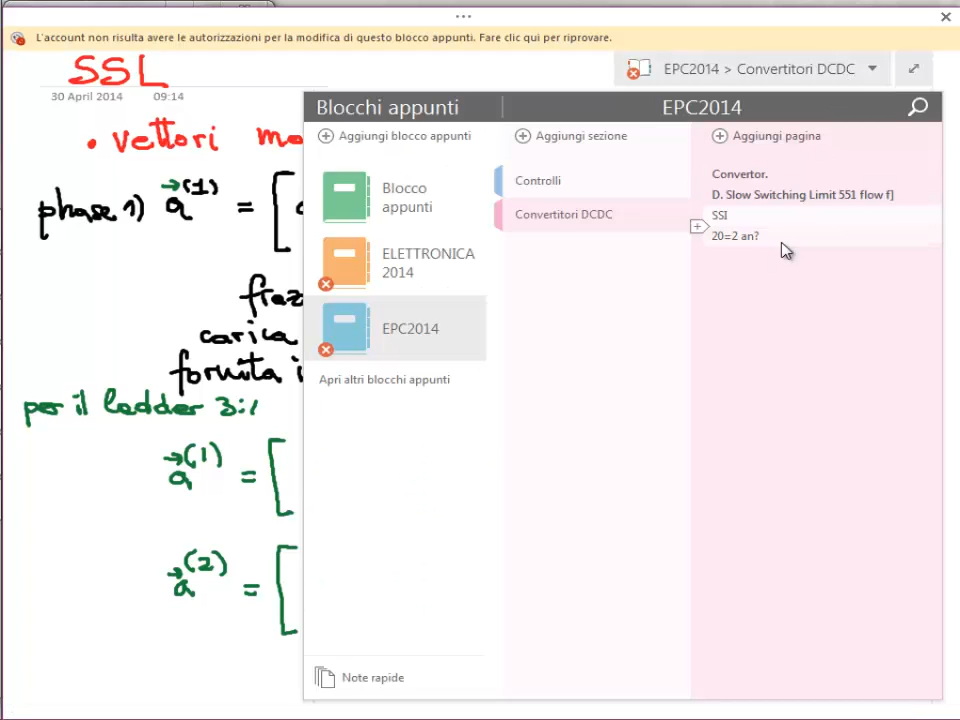 L'account non risulta avere le autorizzazioni per la modifica di questo blocco appunti. Fare clic qui per riprovare.
SSL
30 April 2014 09:14
EPC2014 > Convertitori DCDC
• vettori mo
phase 1) a (1) = [
fraz
carica
fornita i
per il ladder 3:1
a (1) = [
a (2) = [
Blocchi appunti
EPC2014
Aggiungi blocco appunti
Aggiungi sezione
Aggiungi pagina
Blocco
appunti
ELETTRONICA
2014
EPC2014
Apri altri blocchi appunti
Note rapide
Controlli
Convertitori DCDC
Convertor.
D. Slow Switching Limit 551 flow f]
SSI
20=2 an?